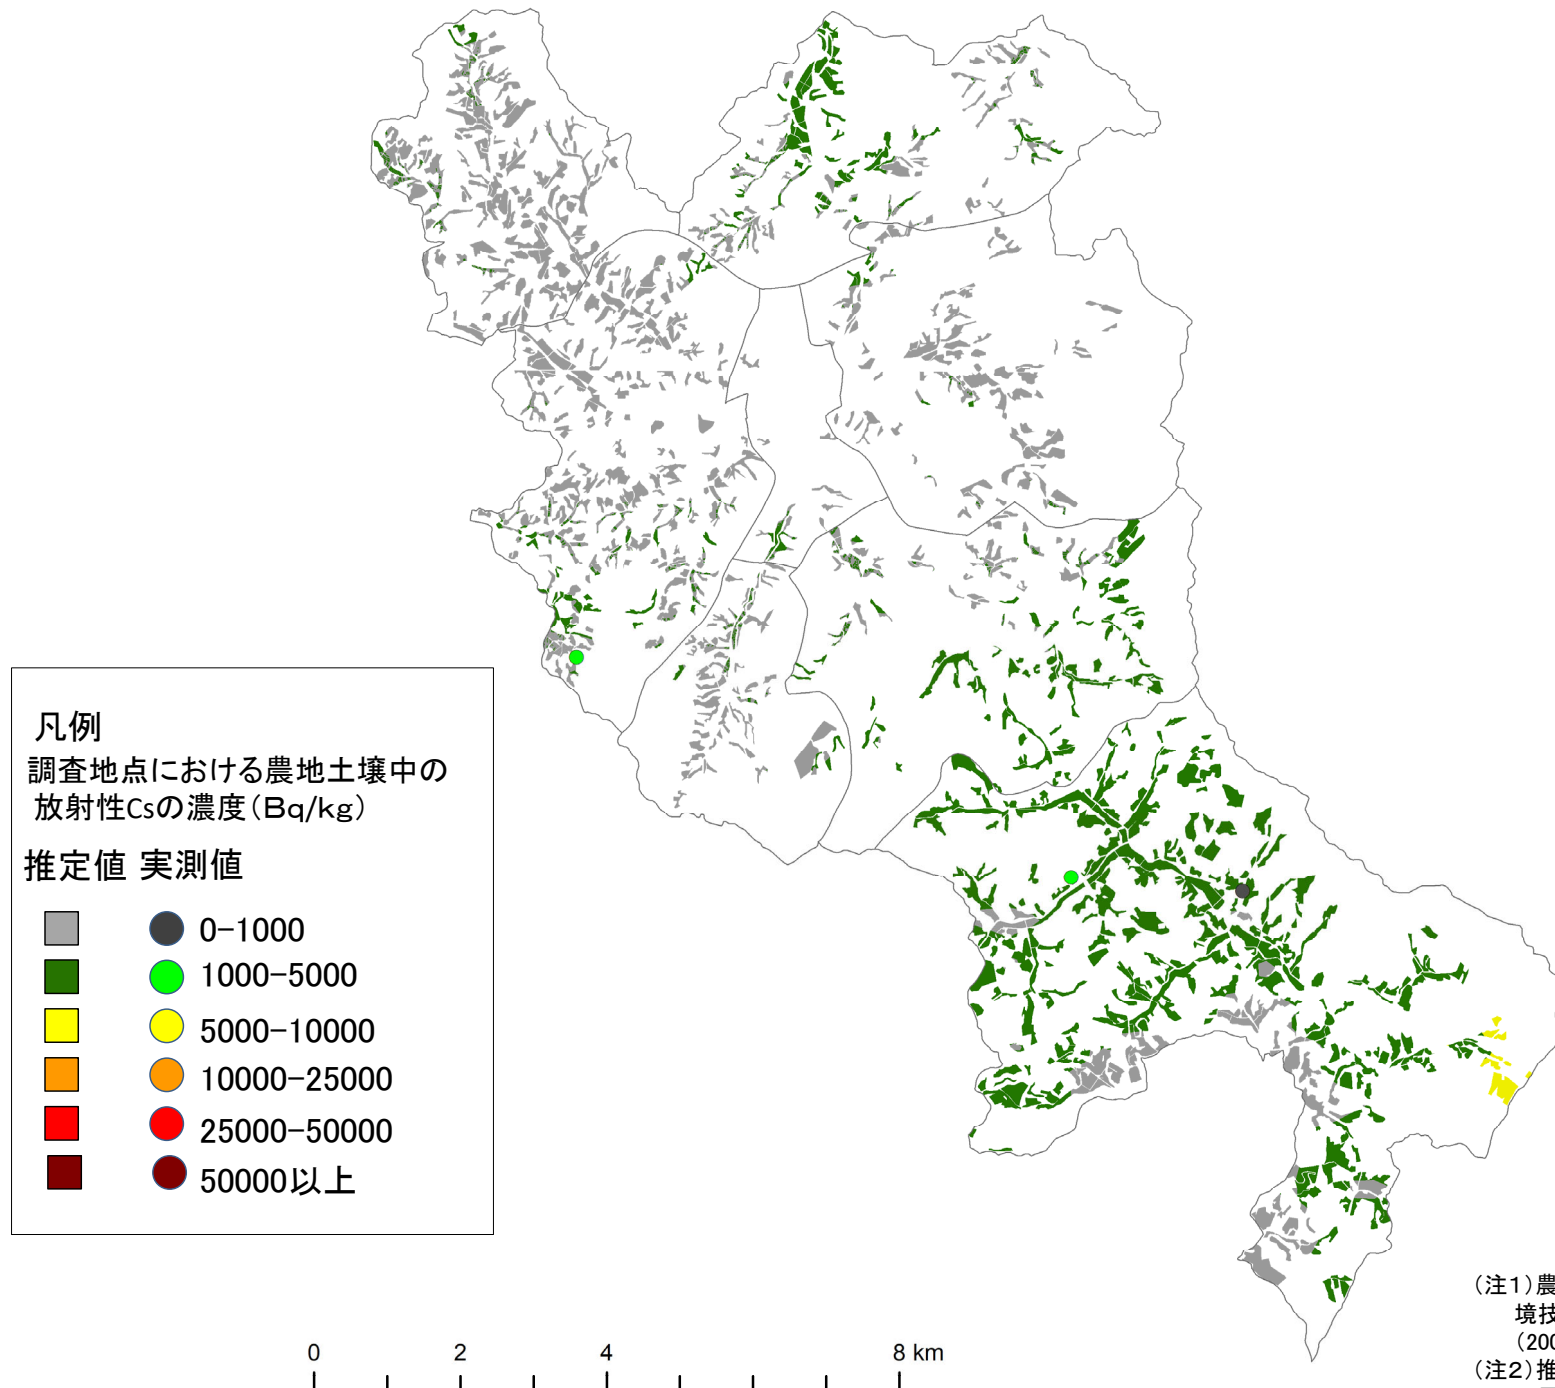 凡例
調査地点における農地土壌中の
放射性Csの濃度(Bq/kg)
推定値 実測値
0-1000
1000-5000
5000-10000
10000-25000
25000-50000
50000以上
0 2 4 8 km
(注1)農
境技
(200
(注2)推